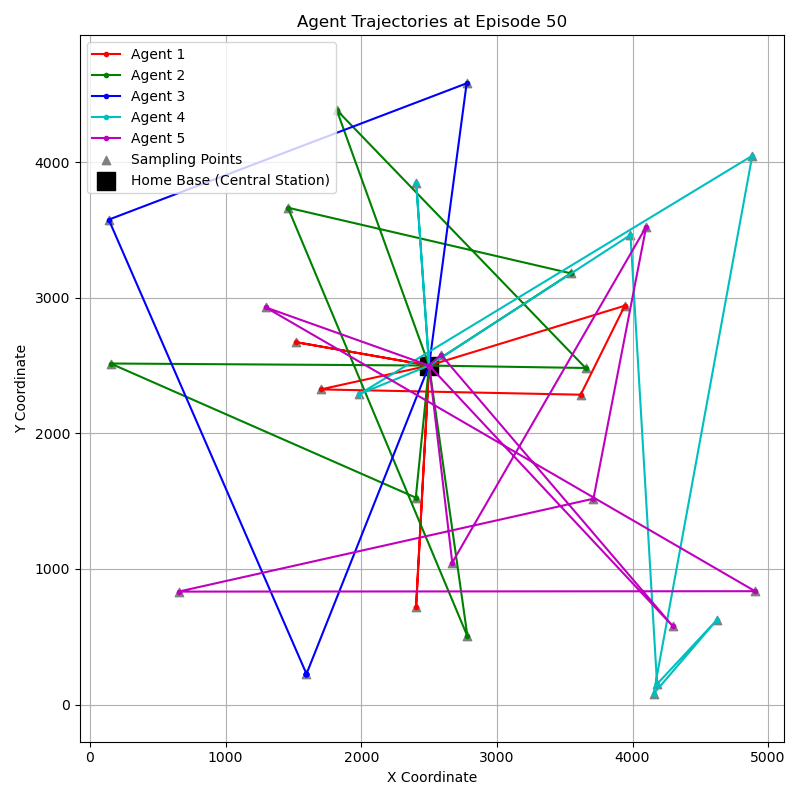 Agent Trajectories at Episode 50
Agent 1
Agent 2
Agent 3
Agent 4
Agent 5
Sampling Points
Home Base (Central Station)
Y Coordinate
4000
3000
2000
1000
0
0 1000 2000 3000 4000 5000
X Coordinate